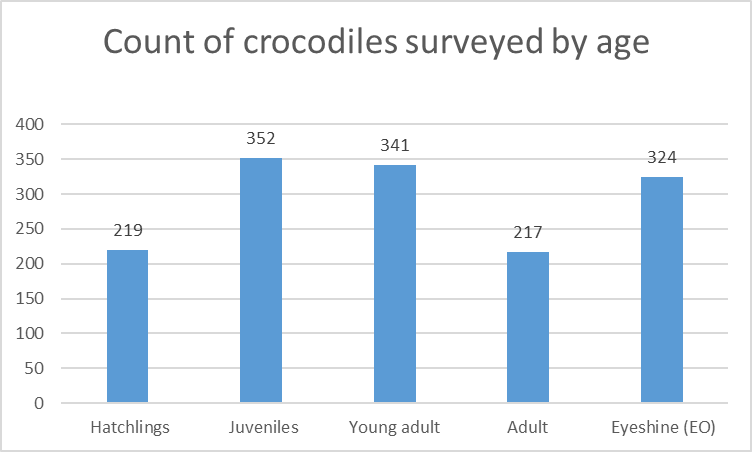 Count of crocodiles surveyed by age
400
350
300
250
200
150
100
50
0
219
352
341
217
324
Hatchlings
Juveniles
Young adult
Adult
Eyeshine (EO)